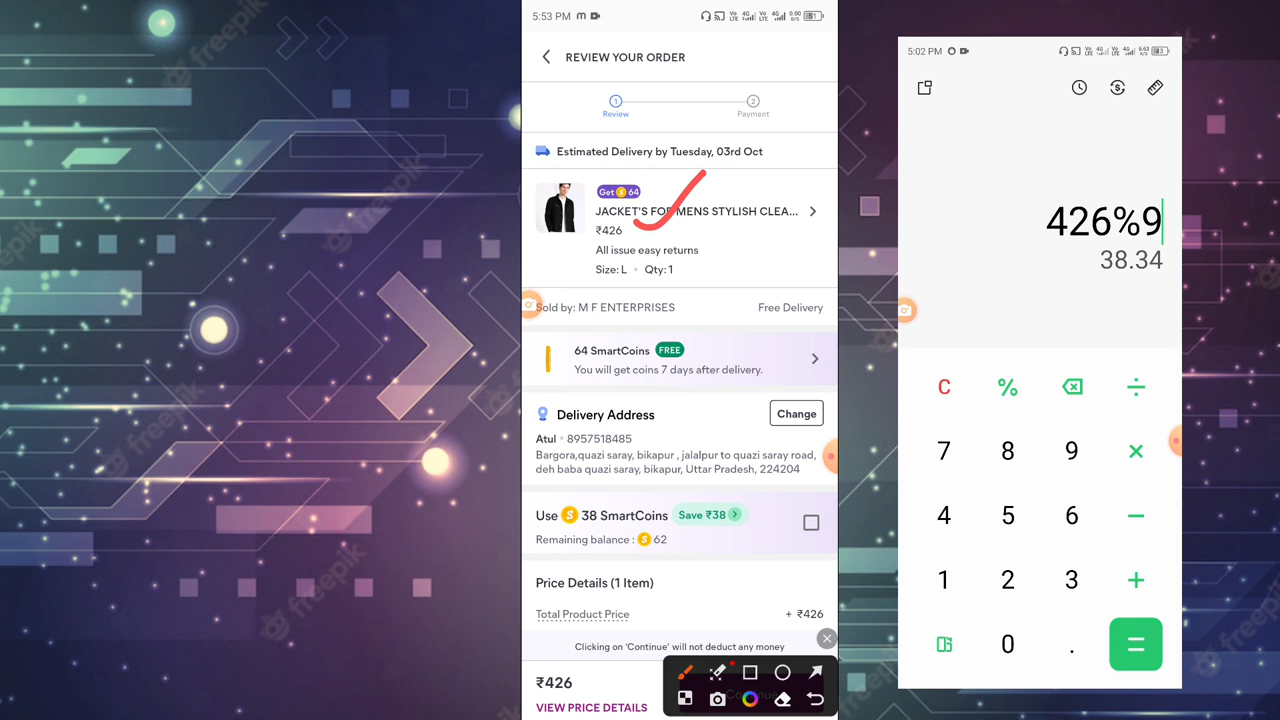 5:53 PM
REVIEW YOUR ORDER
1
2
Review
Payment
Estimated Delivery by Tuesday, 03rd Oct
Get S 64
JACKET'S FOR MENS STYLISH CLEA...
₹426
All issue easy returns
Size: L • Qty: 1
Sold by: M F ENTERPRISES
Free Delivery
64 SmartCoins FREE
You will get coins 7 days after delivery.
Delivery Address
Change
Atul • 8957518485
Bargora,quazi saray, bikapur , jalalpur to quazi saray road,
deh baba quazi saray, bikapur, Uttar Pradesh, 224204
Use S 38 SmartCoins Save ₹38
Remaining balance : S 62
Price Details (1 Item)
Total Product Price
+ ₹426
Clicking on 'Continue' will not deduct any money
₹426
VIEW PRICE DETAILS
5:02 PM
426%9
38.34
C % ÷
7 8 9 ×
4 5 6 −
1 2 3 +
0 . =
freepik
freepik
freepik
freepik